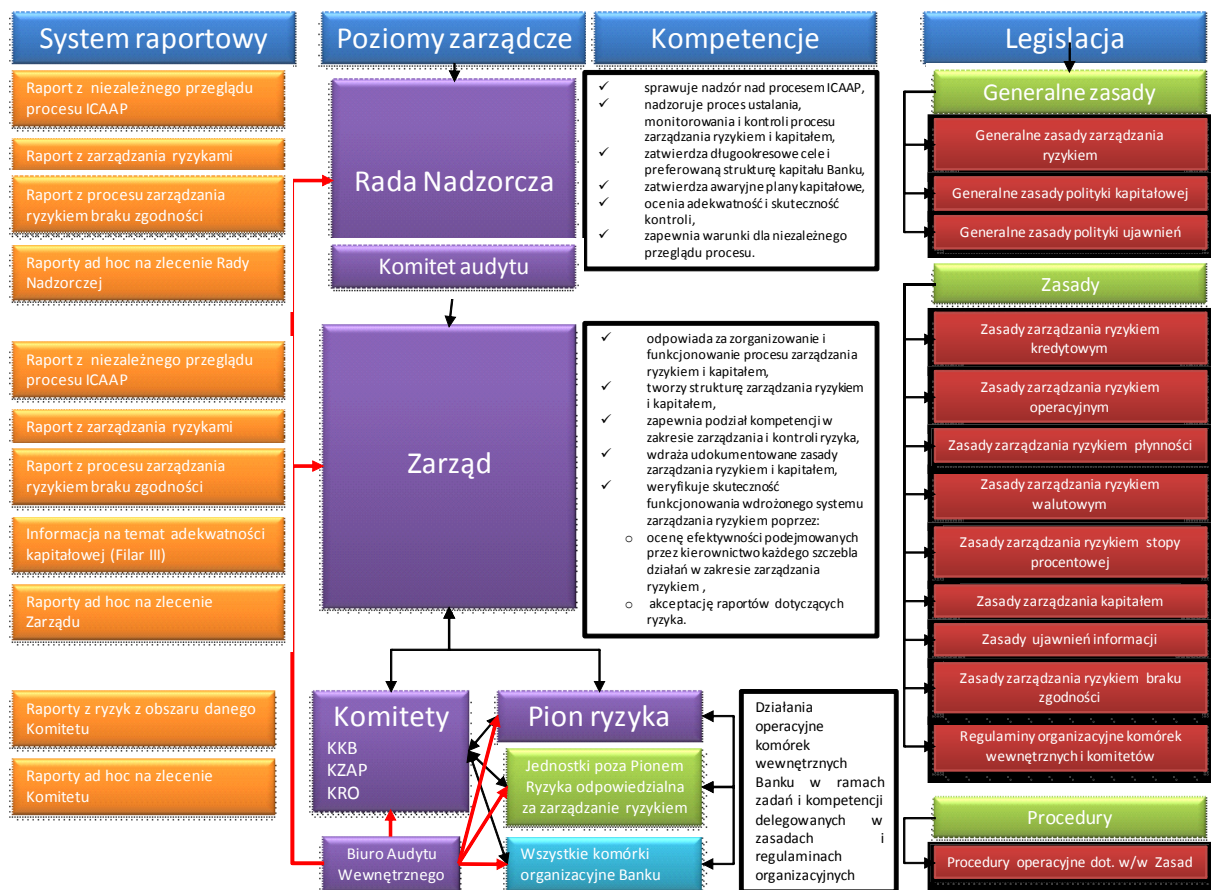 System raportowy
Raport z niezależnego przeglądu
procesu ICAAP
Raport z zarządzania ryzykami
Raport z procesu zarządzania
ryzykiem braku zgodności
Raporty ad hoc na zlecenie Rady
Nadzorczej
Raport z niezależnego przeglądu
procesu ICAAP
Raport z zarządzania ryzykami
Raport z procesu zarządzania
ryzykiem braku zgodności
Informacja na temat adekwatności
kapitałowej (Filar III)
Raporty ad hoc na zlecenie
Zarządu
Raporty z ryzyk z obszaru danego
Komitetu
Raporty ad hoc na zlecenie
Komitetu
Poziomy zarządcze
Rada Nadzorcza
Komitet audytu
Zarząd
Komitety
KKB
KZAP
KRO
Biuro Audytu
Wewnętrznego
Pion ryzyka
Jednostki poza Pionem
Ryzyka odpowiedzialna
za zarządzanie ryzykiem
Wszystkie komórki
organizacyjne Banku
Kompetencje
✓ sprawuje nadzór nad procesem ICAAP,
✓ nadzoruje proces ustalania,
monitorowania i kontroli procesu
zarządzania ryzykiem i kapitałem,
✓ zatwierdza długookresowe cele i
preferowaną strukturę kapitału Banku,
✓ zatwierdza awaryjne plany kapitałowe,
✓ ocenia adekwatność i skuteczność
kontroli,
✓ zapewnia warunki dla niezależnego
przeglądu procesu.
✓ odpowiada za zorganizowanie i
funkcjonowanie procesu zarządzania
ryzykiem i kapitałem,
✓ tworzy strukturę zarządzania ryzykiem
i kapitałem,
✓ zapewnia podział kompetencji w
zakresie zarządzania i kontroli ryzyka,
✓ wdraża udokumentowane zasady
zarządzania ryzykiem i kapitałem,
✓ weryfikuje skuteczność
funkcjonowania wdrożonego systemu
zarządzania ryzykiem poprzez:
o ocenę efektywności podejmowanych
przez kierownictwo każdego szczebla
działań w zakresie zarządzania
ryzykiem ,
o akceptację raportów dotyczących
ryzyka.
Działania
operacyjne
komórek
wewnętrznych
Banku w ramach
zadań i kompetencji
delegowanych w
zasadach i
regulaminach
organizacyjnych
Legislacja
Generalne zasady
Generalne zasady zarządzania
ryzykiem
Generalne zasady polityki kapitałowej
Generalne zasady polityki ujawnień
Zasady
Zasady zarządzania ryzykiem
kredytowym
Zasady zarządzania ryzykiem
operacyjnym
Zasady zarządzania ryzykiem płynności
Zasady zarządzania ryzykiem
walutowym
Zasady zarządzania ryzykiem stopy
procentowej
Zasady zarządzania kapitałem
Zasady ujawnień informacji
Zasady zarządzania ryzykiem braku
zgodności
Regulaminy organizacyjne komórek
wewnętrznych i komitetów
Procedury
Procedury operacyjne dot. w/w Zasad